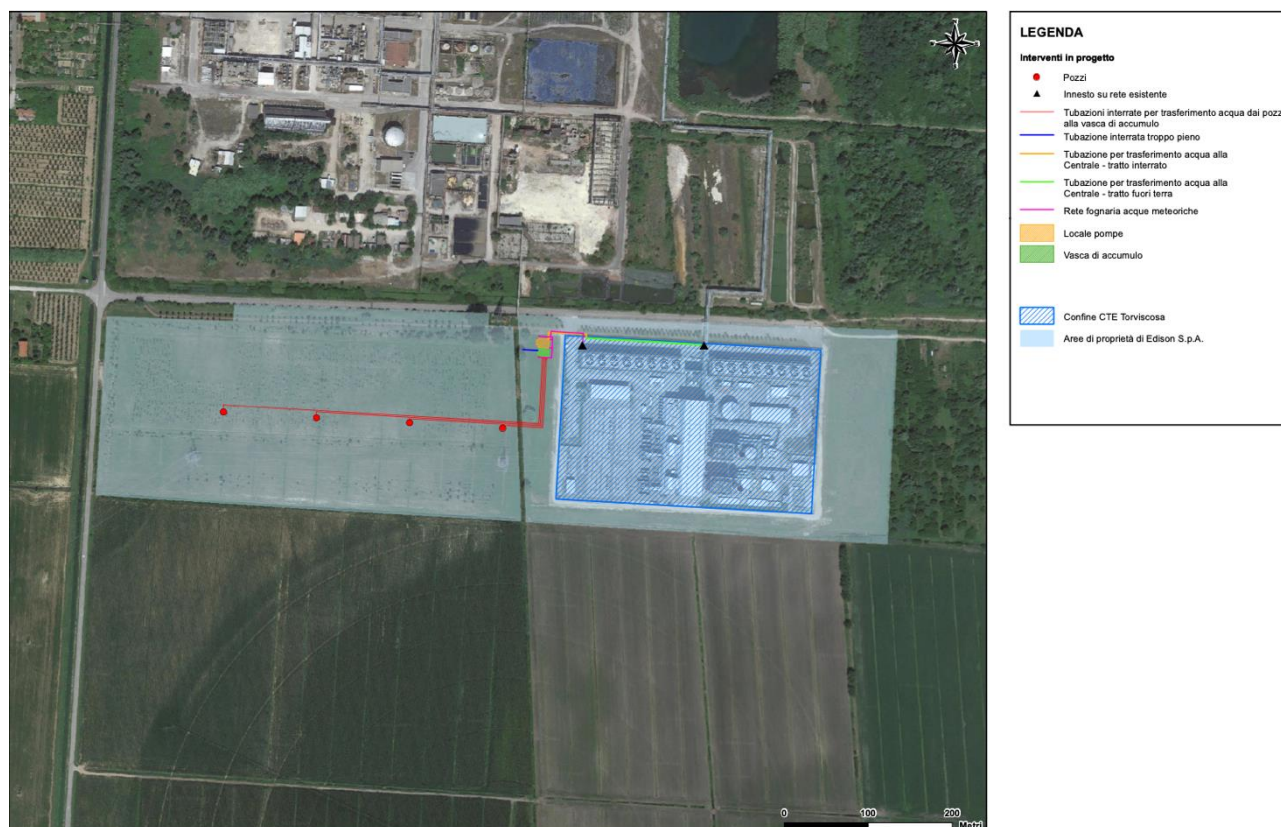 LEGENDA
Interventi in progetto
Pozzi
Innesto su rete esistente
Tubazioni interrate per trasferimento acqua dai pozzi
alla vasca di accumulo
Tubazione interrata troppo pieno
Tubazione per trasferimento acqua alla
Centrale - tratto interrato
Tubazione per trasferimento acqua alla
Centrale - tratto fuori terra
Rete fognaria acque meteoriche
Locale pompe
Vasca di accumulo
Confine CTE Torviscosa
Aree di proprietà di Edison S.p.A.
0 100 200
Metri